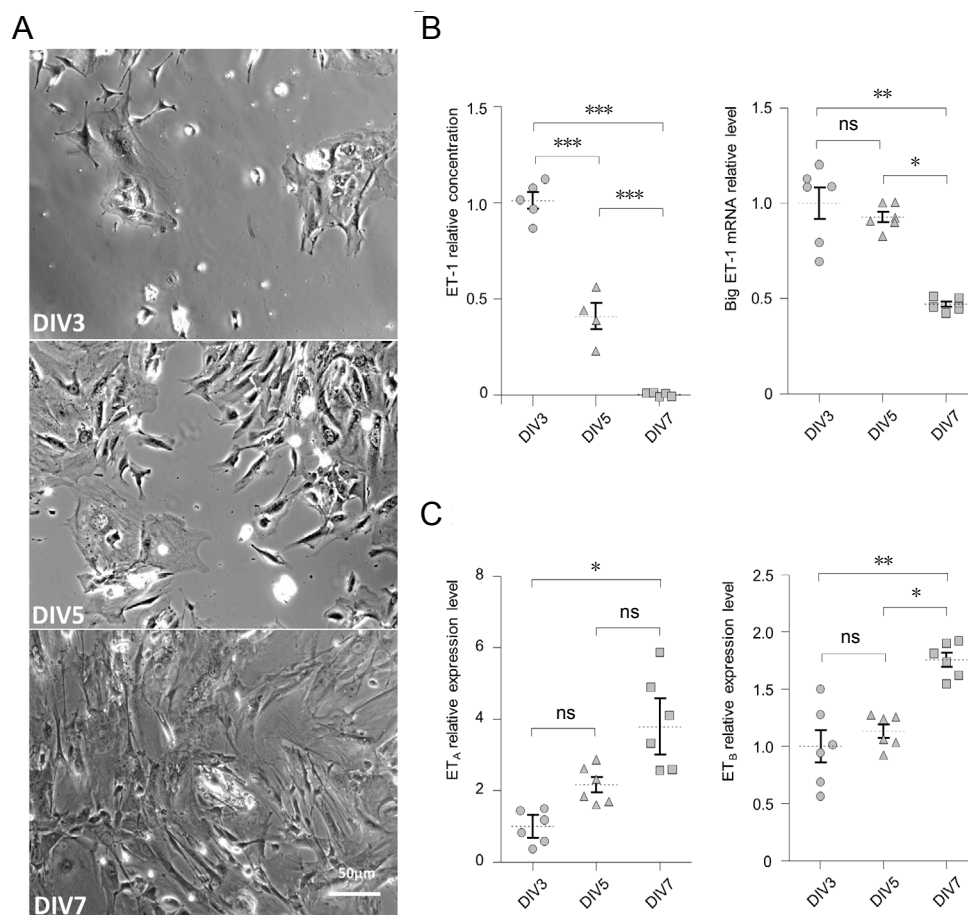 A
DIV3
DIV5
50µm
DIV7
B
ET-1 relative concentration
1.5
1.0
0.5
0
***
***
***
DIV3
DIV5
DIV7
Big ET-1 mRNA relative level
1.5
1.0
0.5
0
**
ns
*
DIV3
DIV5
DIV7
C
ETA relative expression level
8
6
4
2
0
*
ns
ns
DIV3
DIV5
DIV7
ETB relative expression level
2.5
2.0
1.5
1.0
0.5
0
**
*
ns
DIV3
DIV5
DIV7